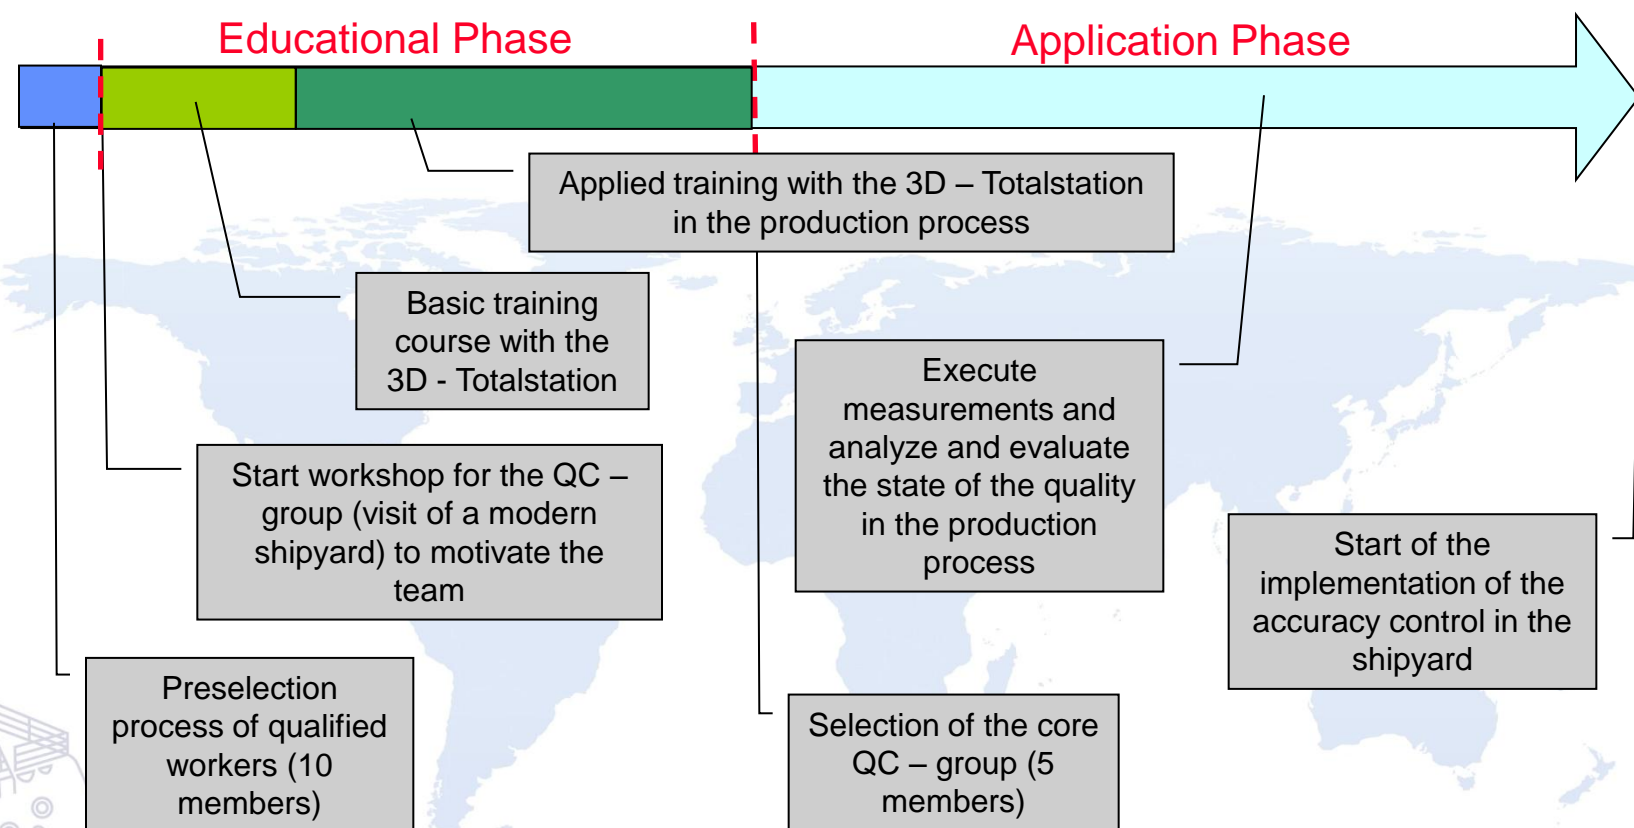 Educational Phase
Application Phase
Applied training with the 3D – Totalstation
in the production process
Basic training
course with the
3D - Totalstation
Execute
measurements and
analyze and evaluate
the state of the quality
in the production
process
Start workshop for the QC –
group (visit of a modern
shipyard) to motivate the
team
Start of the
implementation of the
accuracy control in the
shipyard
Preselection
process of qualified
workers (10
members)
Selection of the core
QC – group (5
members)